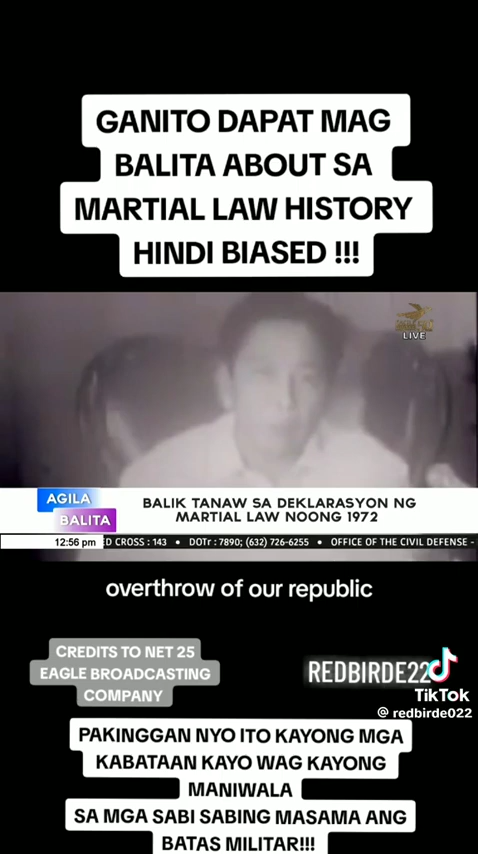 GANITO DAPAT MAG
BALITA ABOUT SA
MARTIAL LAW HISTORY
HINDI BIASED !!!
LIVE
AGILA
BALITA
BALIK TANAW SA DEKLARASYON NG
MARTIAL LAW NOONG 1972
12:56 pm
D CROSS : 143 • DOTr : 7890; (632) 726-6255 • OFFICE OF THE CIVIL DEFENSE -
overthrow of our republic
CREDITS TO NET 25
EAGLE BROADCASTING
COMPANY
REDBIRDE22
TikTok
@ redbirde022
PAKINGGAN NYO ITO KAYONG MGA
KABATAAN KAYO WAG KAYONG
MANIWALA
SA MGA SABI SABING MASAMA ANG
BATAS MILITAR!!!